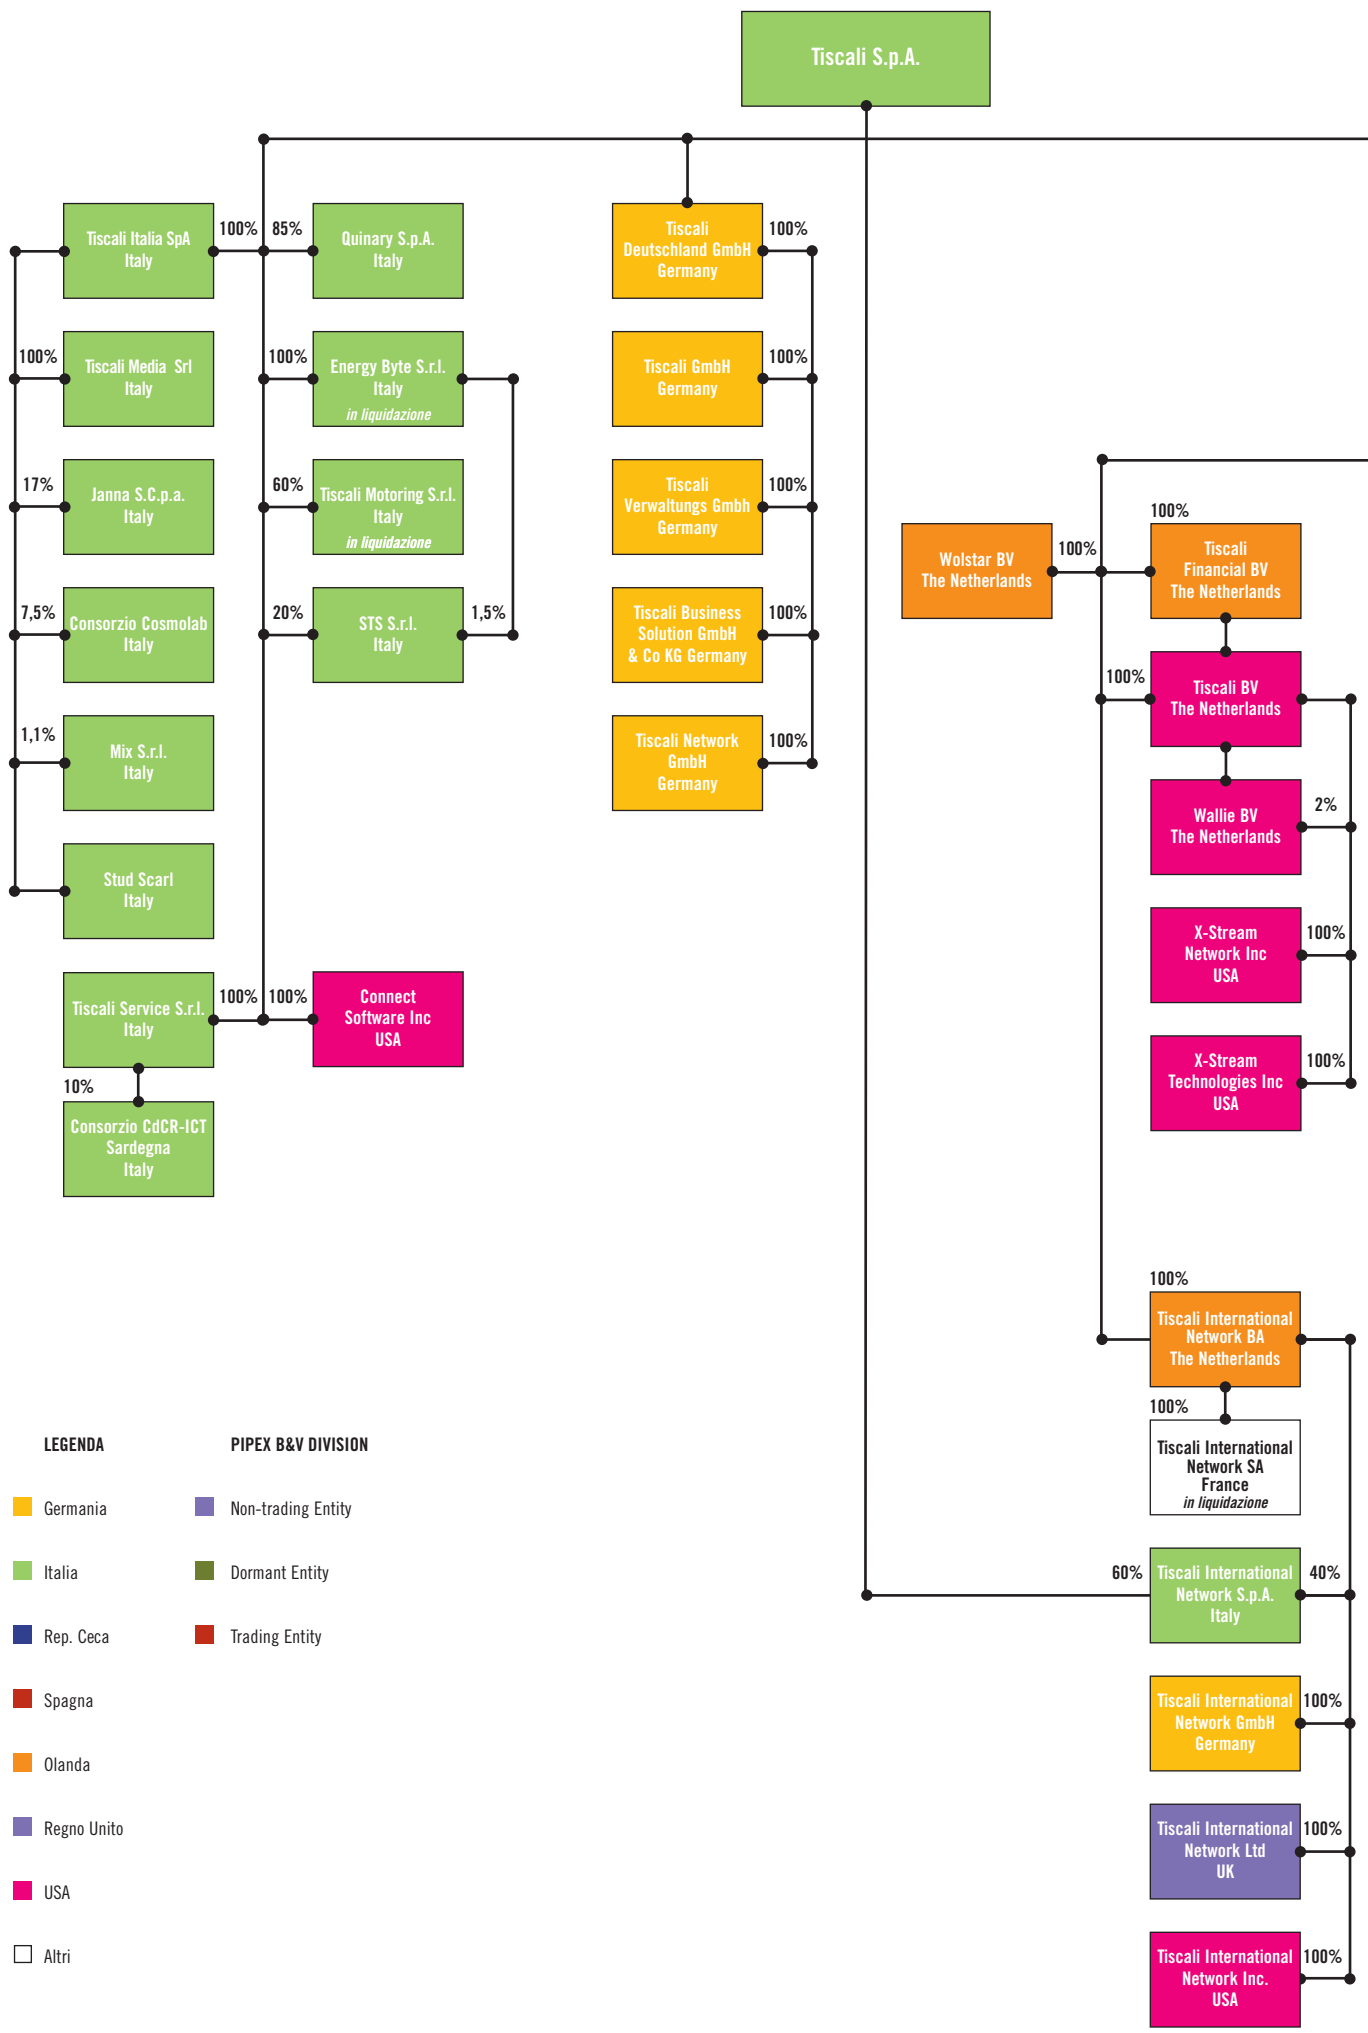 Tiscali S.p.A.
Tiscali Italia SpA
Italy
100%
85%
Quinary S.p.A.
Italy
Tiscali
Deutschland GmbH
Germany
100%
100%
Tiscali Media Srl
Italy
100%
Energy Byte S.r.l.
Italy
in liquidazione
Tiscali GmbH
Germany
100%
17%
Janna S.C.p.a.
Italy
60%
Tiscali Motoring S.r.l.
Italy
in liquidazione
Tiscali
Verwaltungs Gmbh
Germany
100%
Wolstar BV
The Netherlands
100%
100%
Tiscali
Financial BV
The Netherlands
7,5%
Consorzio Cosmolab
Italy
20%
STS S.r.l.
Italy
1,5%
Tiscali Business
Solution GmbH
& Co KG Germany
100%
100%
Tiscali BV
The Netherlands
1,1%
Mix S.r.l.
Italy
Tiscali Network
GmbH
Germany
100%
Wallie BV
The Netherlands
2%
Stud Scarl
Italy
X-Stream
Network Inc
USA
100%
Tiscali Service S.r.l.
Italy
100%
100%
Connect
Software Inc
USA
X-Stream
Technologies Inc
USA
100%
10%
Consorzio CdCR-ICT
Sardegna
Italy
100%
Tiscali International
Network BA
The Netherlands
100%
Tiscali International
Network SA
France
in liquidazione
60%
Tiscali International
Network S.p.A.
Italy
40%
Tiscali International
Network GmbH
Germany
100%
Tiscali International
Network Ltd
UK
100%
Tiscali International
Network Inc.
USA
100%
LEGENDA
Germania
Italia
Rep. Ceca
Spagna
Olanda
Regno Unito
USA
Altri
PIPEX B&V DIVISION
Non-trading Entity
Dormant Entity
Trading Entity